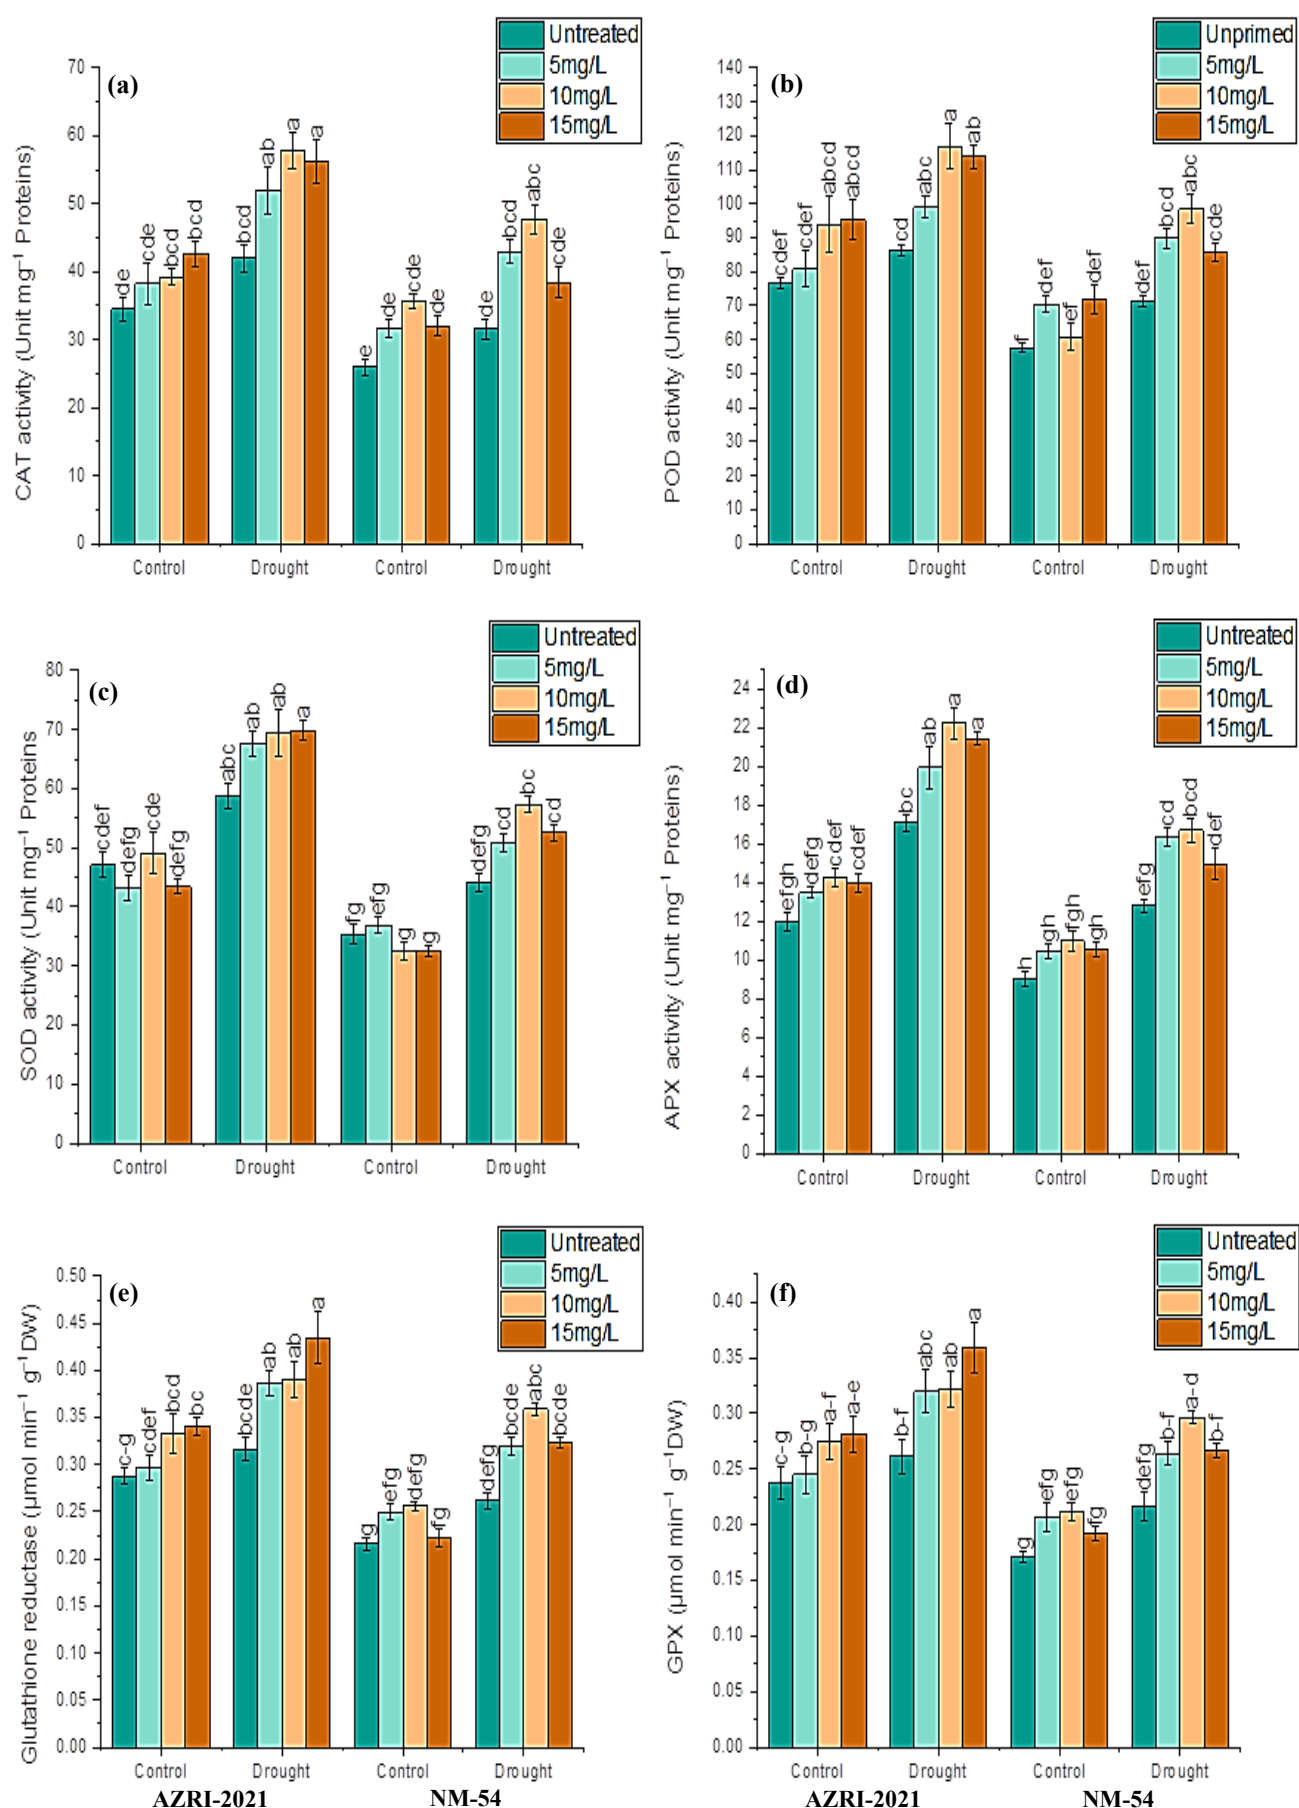 Untreated
5mg/L
10mg/L
15mg/L
(a)
CAT activity (Unit mg⁻¹ Proteins)
70
60
50
40
30
20
10
0
de
cde
bcd
bcd
bcd
ab
a
a
e
de
cde
de
de
bcd
abc
cde
Control
Drought
Control
Drought
Unprimed
5mg/L
10mg/L
15mg/L
(b)
POD activity (Unit mg⁻¹ Proteins)
140
130
120
110
100
90
80
70
60
50
40
30
20
10
0
cdef
cdef
abcd
abcd
cd
abc
a
ab
f
def
ef
def
def
bcd
abc
cde
Control
Drought
Control
Drought
Untreated
5mg/L
10mg/L
15mg/L
(c)
SOD activity (Unit mg⁻¹ Proteins
80
70
60
50
40
30
20
10
0
cdef
defg
cde
defg
abc
ab
ab
a
fg
efg
g
g
defg
cd
bc
cd
Control
Drought
Control
Drought
Untreated
5mg/L
10mg/L
15mg/L
(d)
APX activity (Unit mg⁻¹ Proteins)
24
22
20
18
16
14
12
10
8
6
4
2
0
efgh
defg
cdef
cdef
bc
ab
a
a
h
gh
fgh
gh
efg
cd
bcd
def
Control
Drought
Control
Drought
Untreated
5mg/L
10mg/L
15mg/L
(e)
Glutathione reductase (µmol min⁻¹ g⁻¹ DW)
0.50
0.45
0.40
0.35
0.30
0.25
0.20
0.15
0.10
0.05
0.00
c-g
cdef
bcd
bc
bcde
ab
ab
a
g
efg
defg
fg
defg
bcde
abc
bcde
Control
Drought
Control
Drought
AZRI-2021
NM-54
Untreated
5mg/L
10mg/L
15mg/L
(f)
GPX (µmol min⁻¹ g⁻¹DW)
0.40
0.35
0.30
0.25
0.20
0.15
0.10
0.05
0.00
c-g
b-g
a-f
a-e
b-f
abc
ab
a
g
efg
efg
fg
defg
b-f
a-d
b-f
Control
Drought
Control
Drought
AZRI-2021
NM-54